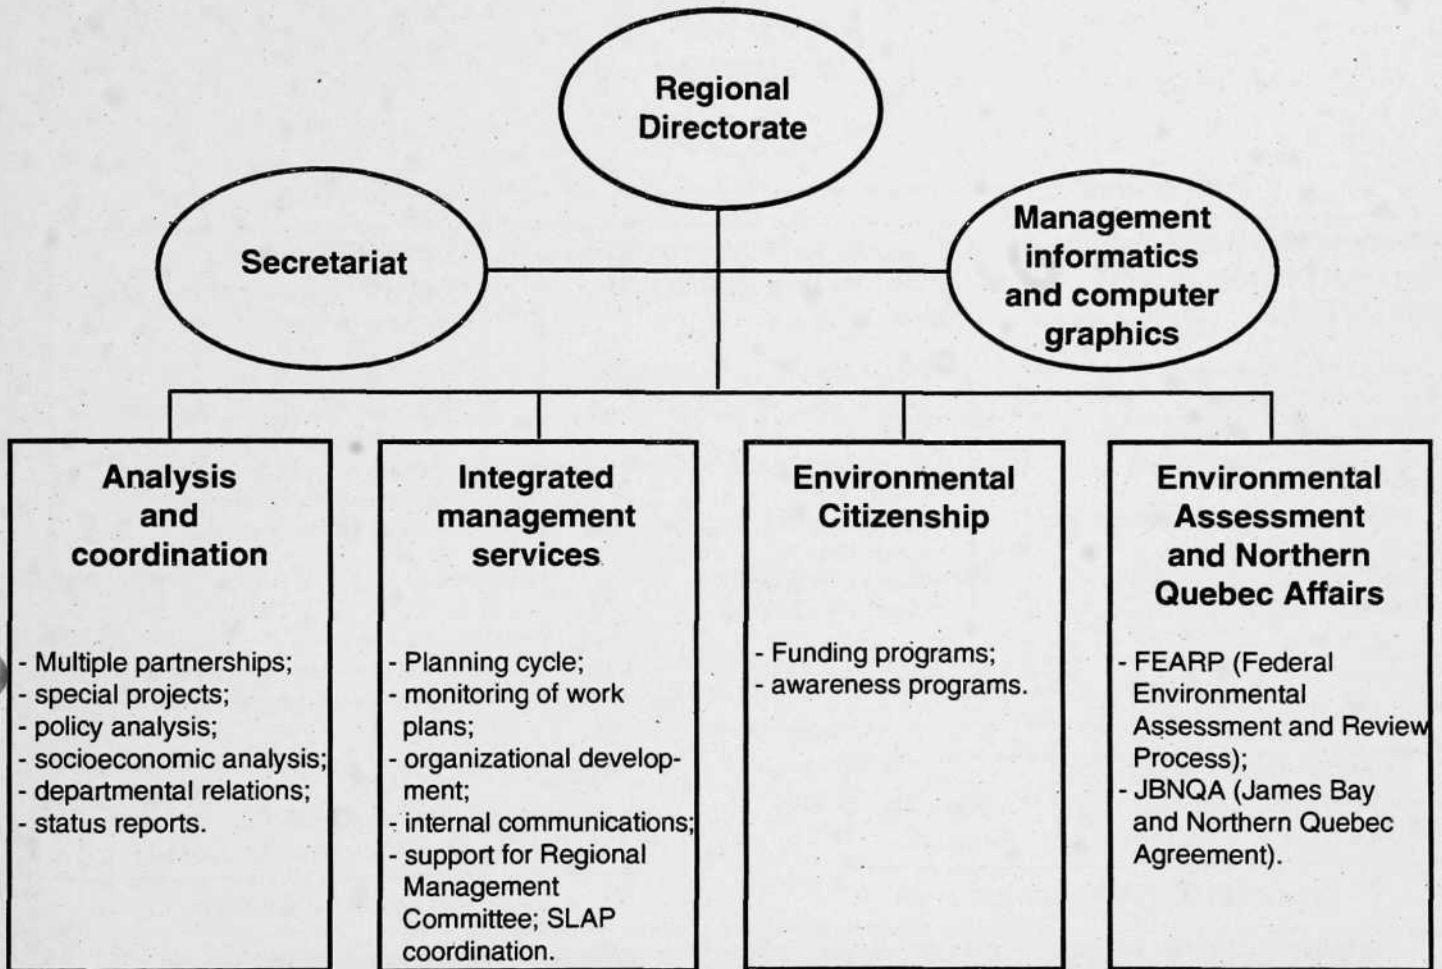 Regional
Directorate
Secretariat
Management
informatics
and computer
graphics
Analysis
and
coordination
- Multiple partnerships;
- special projects;
- policy analysis;
- socioeconomic analysis;
- departmental relations;
- status reports.
Integrated
management
services
- Planning cycle;
- monitoring of work
plans;
- organizational develop-
ment;
- internal communications;
- support for Regional
Management
Committee; SLAP
coordination.
Environmental
Citizenship
- Funding programs;
- awareness programs.
Environmental
Assessment
and Northern
Quebec Affairs
- FEARP (Federal
Environmental
Assessment and Review
Process);
- JBNQA (James Bay
and Northern Quebec
Agreement).